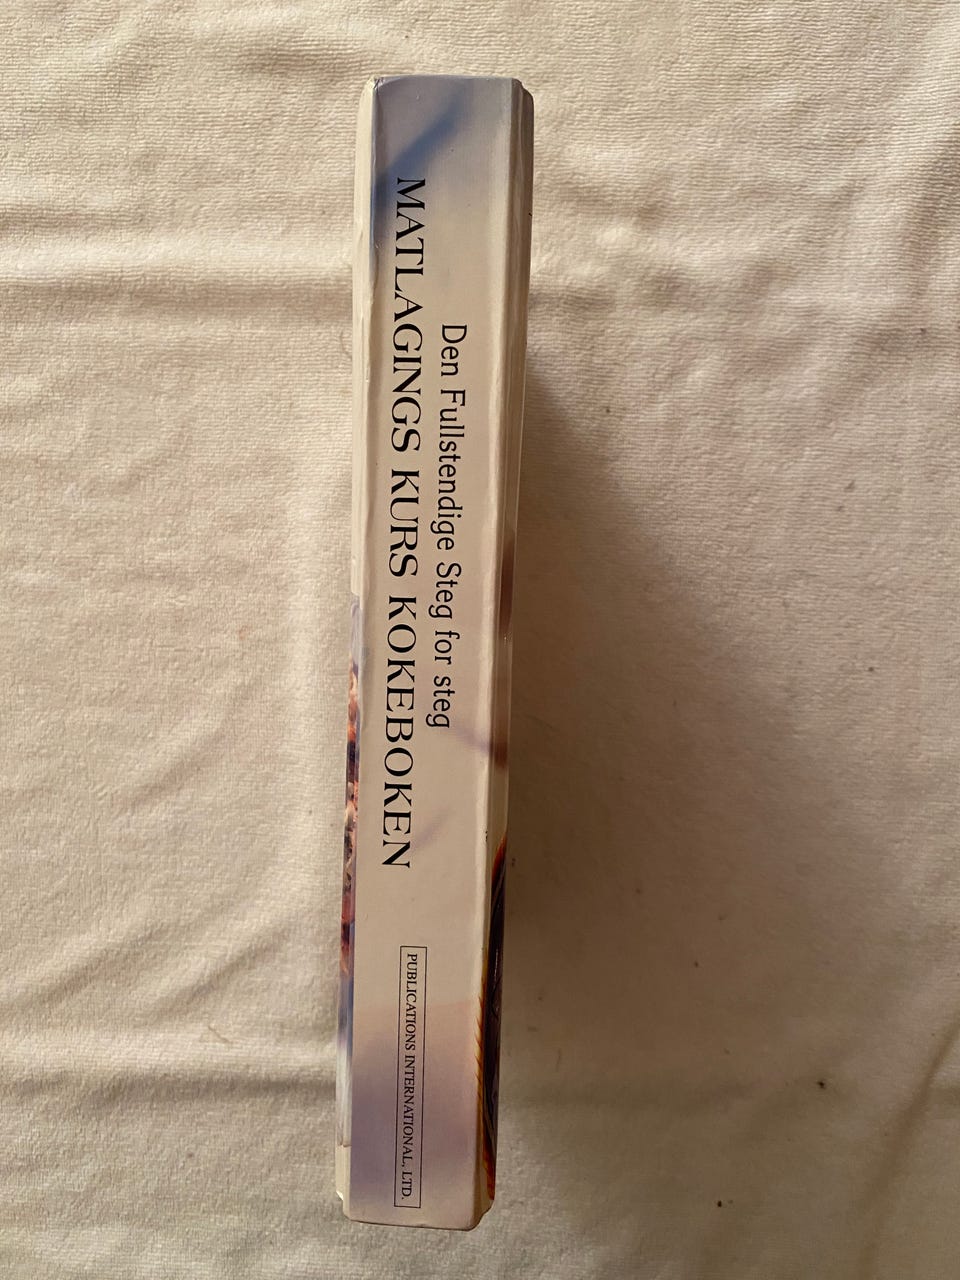 Den Fullstendige Steg for steg
MATLAGINGS KURS KOKEBOKEN
PUBLICATIONS INTERNATIONAL, LTD.